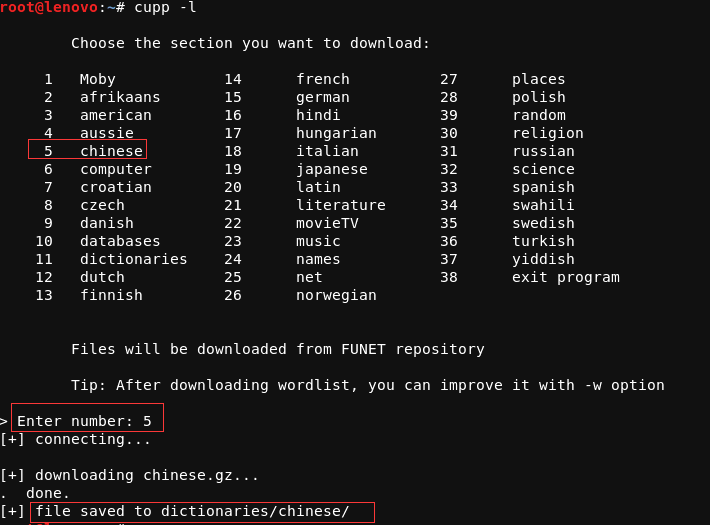 root@lenovo:~# cupp -l
Choose the section you want to download:
1 Moby 14 french 27 places
2 afrikaans 15 german 28 polish
3 american 16 hindi 39 random
4 aussie 17 hungarian 30 religion
5 chinese 18 italian 31 russian
6 computer 19 japanese 32 science
7 croatian 20 latin 33 spanish
8 czech 21 literature 34 swahili
9 danish 22 movieTV 35 swedish
10 databases 23 music 36 turkish
11 dictionaries 24 names 37 yiddish
12 dutch 25 net 38 exit program
13 finnish 26 norwegian
Files will be downloaded from FUNET repository
Tip: After downloading wordlist, you can improve it with -w option
> Enter number: 5
[+] connecting...
[+] downloading chinese.gz...
. done.
[+] file saved to dictionaries/chinese/